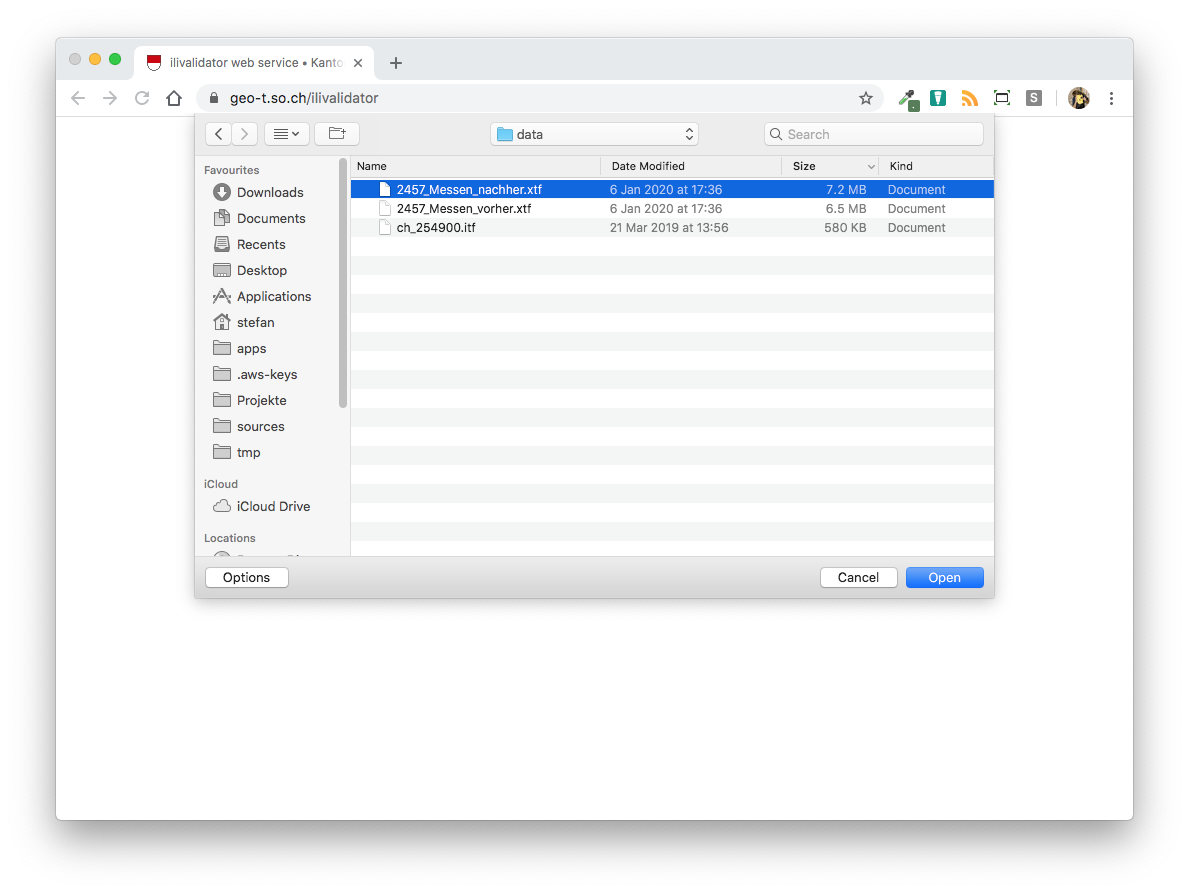 ilivalidator web service • Kanto
geo-t.so.ch/ilivalidator
S
data
Search
Favourites
Downloads
Documents
Recents
Desktop
Applications
stefan
apps
.aws-keys
Projekte
sources
tmp
iCloud
iCloud Drive
Locations
Name Date Modified Size Kind
2457_Messen_nachher.xtf 6 Jan 2020 at 17:36 7.2 MB Document
2457_Messen_vorher.xtf 6 Jan 2020 at 17:36 6.5 MB Document
ch_254900.itf 21 Mar 2019 at 13:56 580 KB Document
Options
Cancel
Open